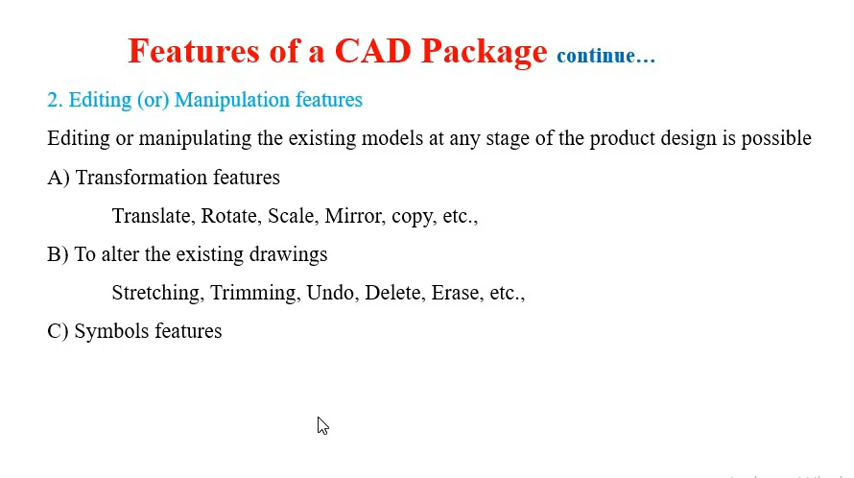 Features of a CAD Package continue…
2. Editing (or) Manipulation features
Editing or manipulating the existing models at any stage of the product design is possible
A) Transformation features
Translate, Rotate, Scale, Mirror, copy, etc.,
B) To alter the existing drawings
Stretching, Trimming, Undo, Delete, Erase, etc.,
C) Symbols features